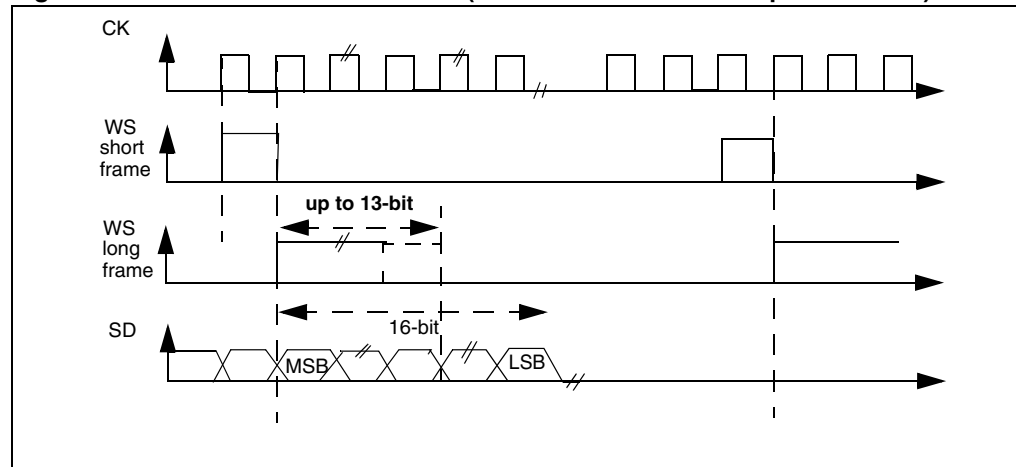 CK
WS
short
frame
up to 13-bit
WS
long
frame
16-bit
SD
MSB
LSB